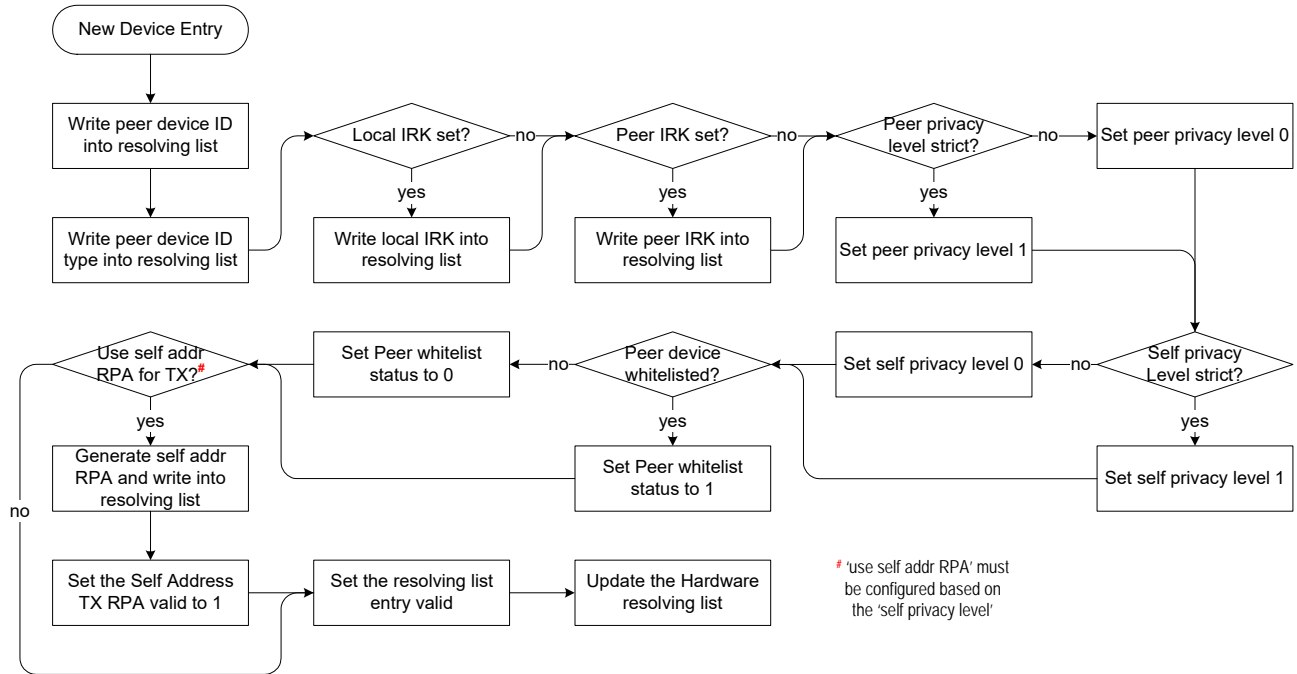 New Device Entry
Write peer device ID
into resolving list
Write peer device ID
type into resolving list
Local IRK set?
no
yes
Write local IRK into
resolving list
Peer IRK set?
no
yes
Write peer IRK into
resolving list
Peer privacy
level strict?
no
yes
Set peer privacy level 1
Set peer privacy level 0
Self privacy
Level strict?
no
yes
Set self privacy level 1
Set self privacy level 0
Peer device
whitelisted?
no
yes
Set Peer whitelist
status to 1
Set Peer whitelist
status to 0
Use self addr
RPA for TX?#
no
yes
Generate self addr
RPA and write into
resolving list
Set the Self Address
TX RPA valid to 1
Set the resolving list
entry valid
Update the Hardware
resolving list
# 'use self addr RPA' must
be configured based on
the 'self privacy level'